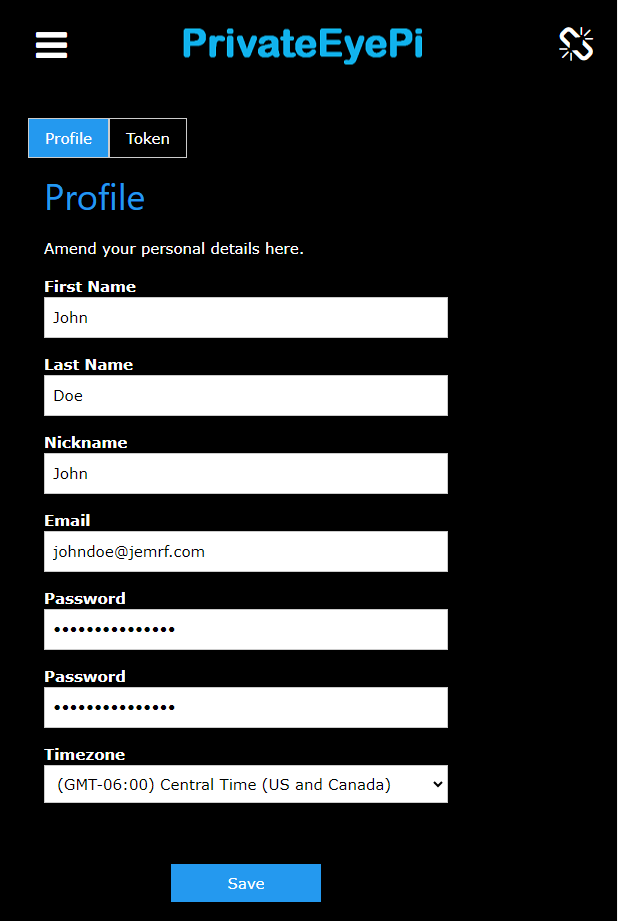 PrivateEyePi
Profile
Token
Profile
Amend your personal details here.
First Name
John
Last Name
Doe
Nickname
John
Email
johndoe@jemrf.com
Password
•••••••••••••••
Password
•••••••••••••••
Timezone
(GMT-06:00) Central Time (US and Canada)
Save